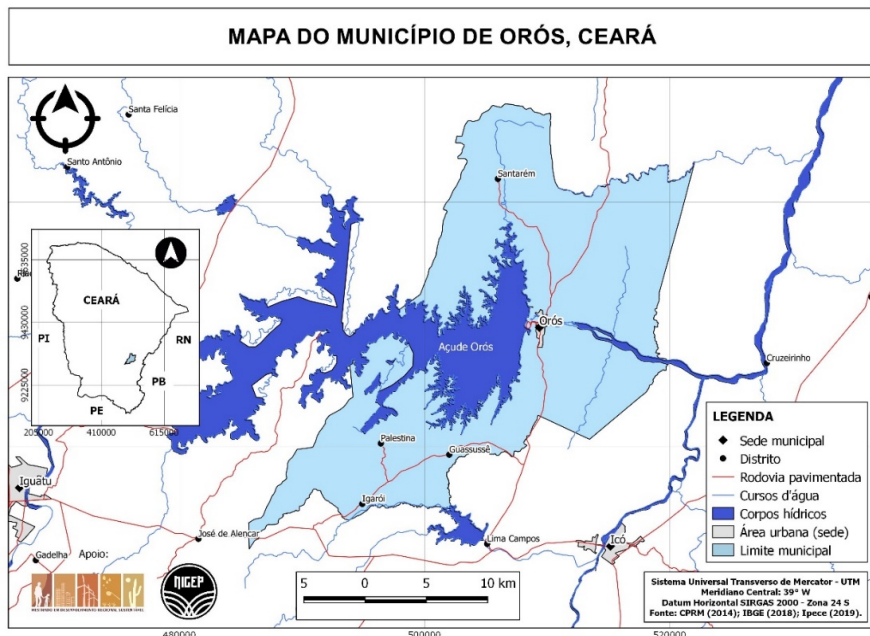 MAPA DO MUNICÍPIO DE ORÓS, CEARÁ
Santa Felícia
Santo Antônio
Santarém
CEARÁ
PI
RN
PB
PE
9430000
9225000
205000
410000
615000
Açude Orós
Orós
Cruzeirinho
Palestina
Guassussê
Iguatu
Igarói
José de Alencar
Lima Campos
Icó
Gadelha
Apoio:
NIGEP
5 0 5 10 km
LEGENDA
Sede municipal
Distrito
Rodovia pavimentada
Cursos d'água
Corpos hídricos
Área urbana (sede)
Limite municipal
Sistema Universal Transverso de Mercator - UTM
Meridiano Central: 39° W
Datum Horizontal SIRGAS 2000 - Zona 24 S
Fonte: CPRM (2014); IBGE (2018); Ipece (2019).
480000
500000
520000